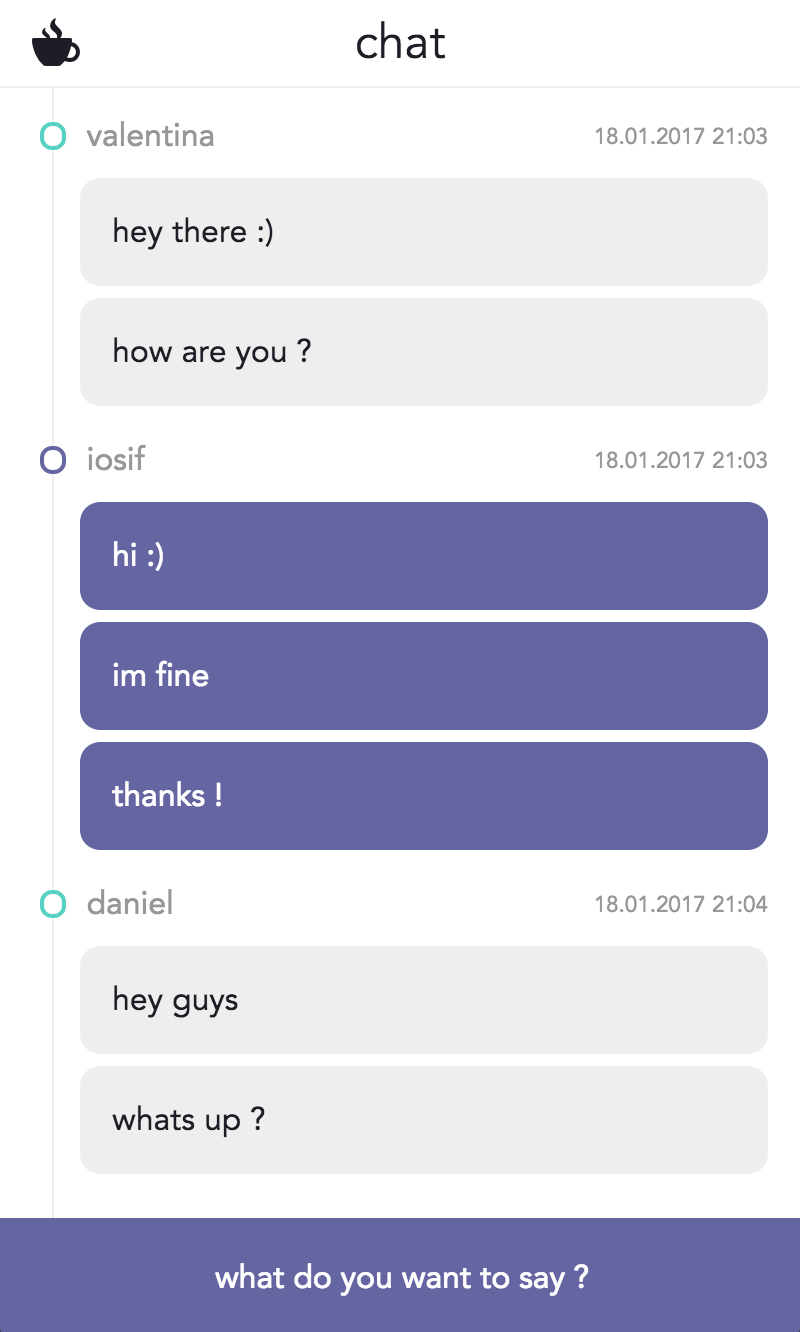 chat
valentina 18.01.2017 21:03
hey there :)
how are you ?
iosif 18.01.2017 21:03
hi :)
im fine
thanks !
daniel 18.01.2017 21:04
hey guys
whats up ?
what do you want to say ?